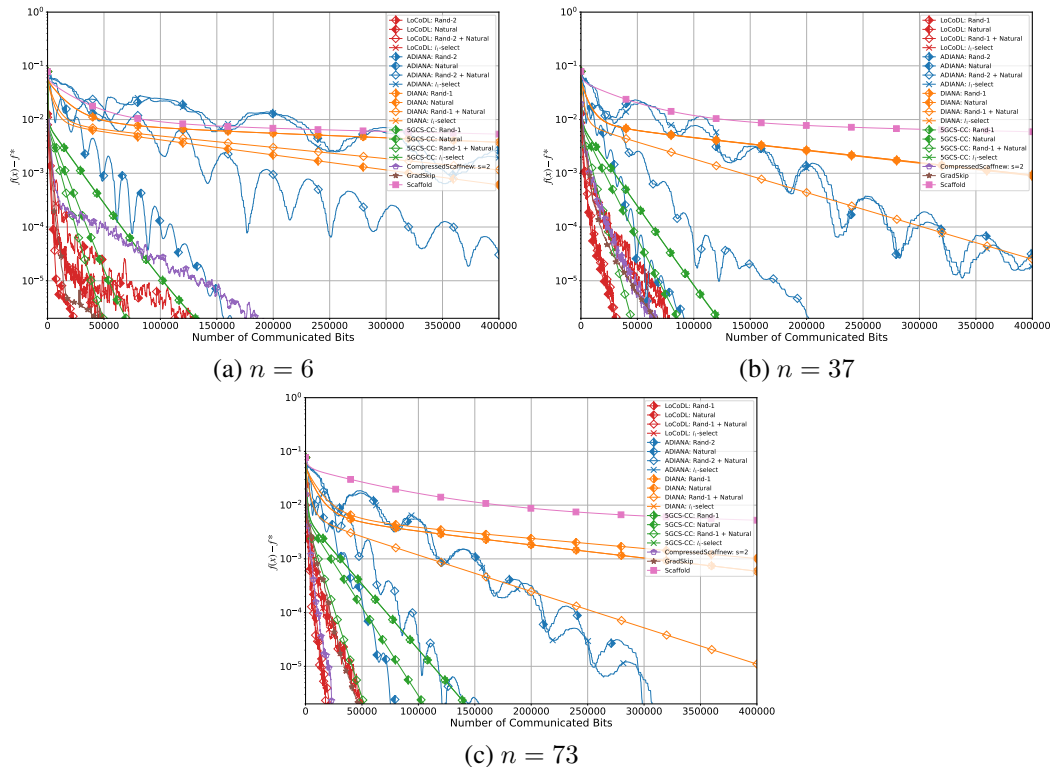 10⁰
10⁻¹
10⁻²
10⁻³
10⁻⁴
10⁻⁵
f(x) − f*
0 50000 100000 150000 200000 250000 300000 350000 400000
Number of Communicated Bits
LoCoDL: Rand-2
LoCoDL: Natural
LoCoDL: Rand-2 + Natural
LoCoDL: l₁-select
ADIANA: Rand-2
ADIANA: Natural
ADIANA: Rand-2 + Natural
ADIANA: l₁-select
DIANA: Rand-1
DIANA: Natural
DIANA: Rand-1 + Natural
DIANA: l₁-select
5GCS-CC: Rand-1
5GCS-CC: Natural
5GCS-CC: Rand-1 + Natural
5GCS-CC: l₁-select
CompressedScaffnew: s=2
GradSkip
Scaffold
(a) n = 6
10⁰
10⁻¹
10⁻²
10⁻³
10⁻⁴
10⁻⁵
f(x) − f*
0 50000 100000 150000 200000 250000 300000 350000 400000
Number of Communicated Bits
LoCoDL: Rand-1
LoCoDL: Natural
LoCoDL: Rand-1 + Natural
LoCoDL: l₁-select
ADIANA: Rand-2
ADIANA: Natural
ADIANA: Rand-2 + Natural
ADIANA: l₁-select
DIANA: Rand-1
DIANA: Natural
DIANA: Rand-1 + Natural
DIANA: l₁-select
5GCS-CC: Rand-1
5GCS-CC: Natural
5GCS-CC: Rand-1 + Natural
5GCS-CC: l₁-select
CompressedScaffnew: s=2
GradSkip
Scaffold
(b) n = 37
10⁰
10⁻¹
10⁻²
10⁻³
10⁻⁴
10⁻⁵
f(x) − f*
0 50000 100000 150000 200000 250000 300000 350000 400000
Number of Communicated Bits
LoCoDL: Rand-1
LoCoDL: Natural
LoCoDL: Rand-1 + Natural
LoCoDL: l₁-select
ADIANA: Rand-2
ADIANA: Natural
ADIANA: Rand-2 + Natural
ADIANA: l₁-select
DIANA: Rand-1
DIANA: Natural
DIANA: Rand-1 + Natural
DIANA: l₁-select
5GCS-CC: Rand-1
5GCS-CC: Natural
5GCS-CC: Rand-1 + Natural
5GCS-CC: l₁-select
CompressedScaffnew: s=2
GradSkip
Scaffold
(c) n = 73